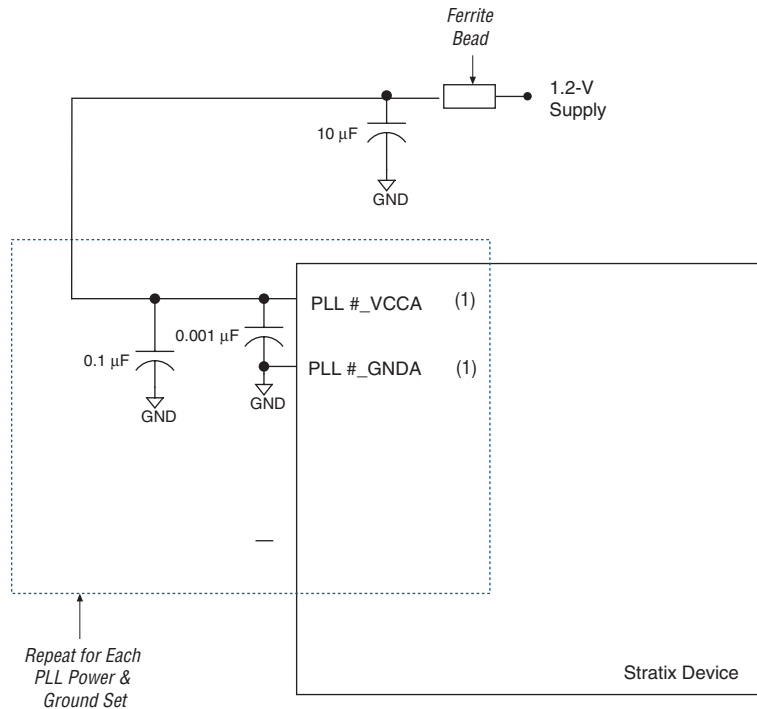 Ferrite
Bead
1.2-V
Supply
10 µF
GND
PLL #_VCCA (1)
0.001 µF
0.1 µF
PLL #_GNDA (1)
GND
GND
Repeat for Each
PLL Power &
Ground Set
Stratix Device